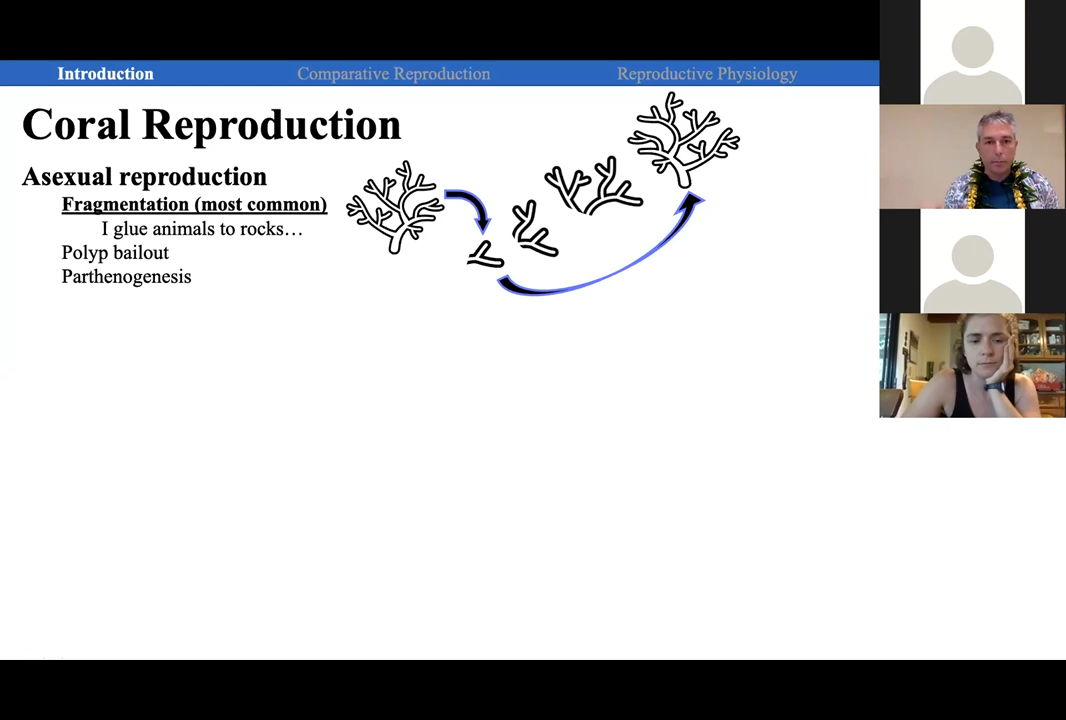 Introduction Comparative Reproduction Reproductive Physiology
Coral Reproduction
Asexual reproduction
Fragmentation (most common)
I glue animals to rocks…
Polyp bailout
Parthenogenesis